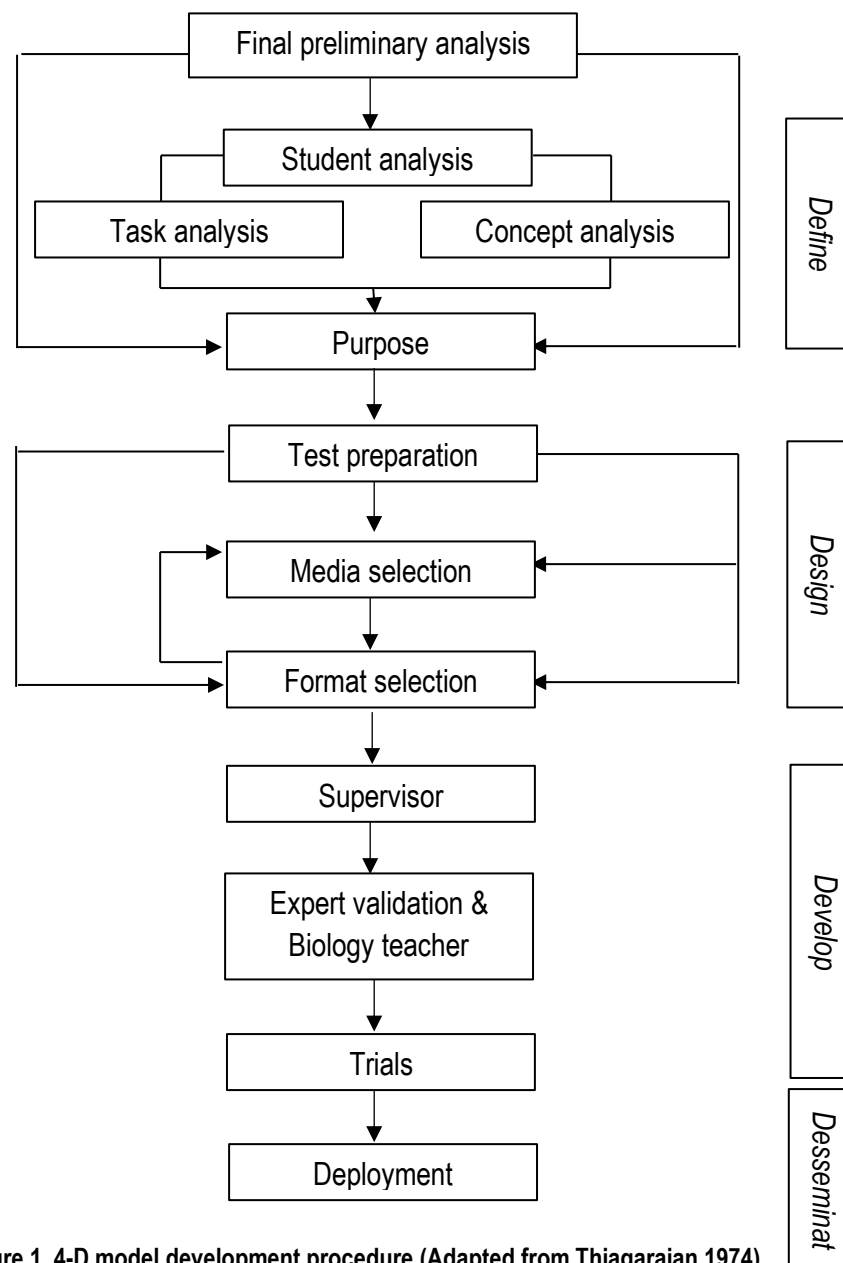 Final preliminary analysis
Student analysis
Task analysis
Concept analysis
Purpose
Define
Test preparation
Media selection
Format selection
Design
Supervisor
Expert validation &
Biology teacher
Trials
Develop
Deployment
Desseminat
ure 1. 4-D model development procedure (Adapted from Thiagarajan 1974)